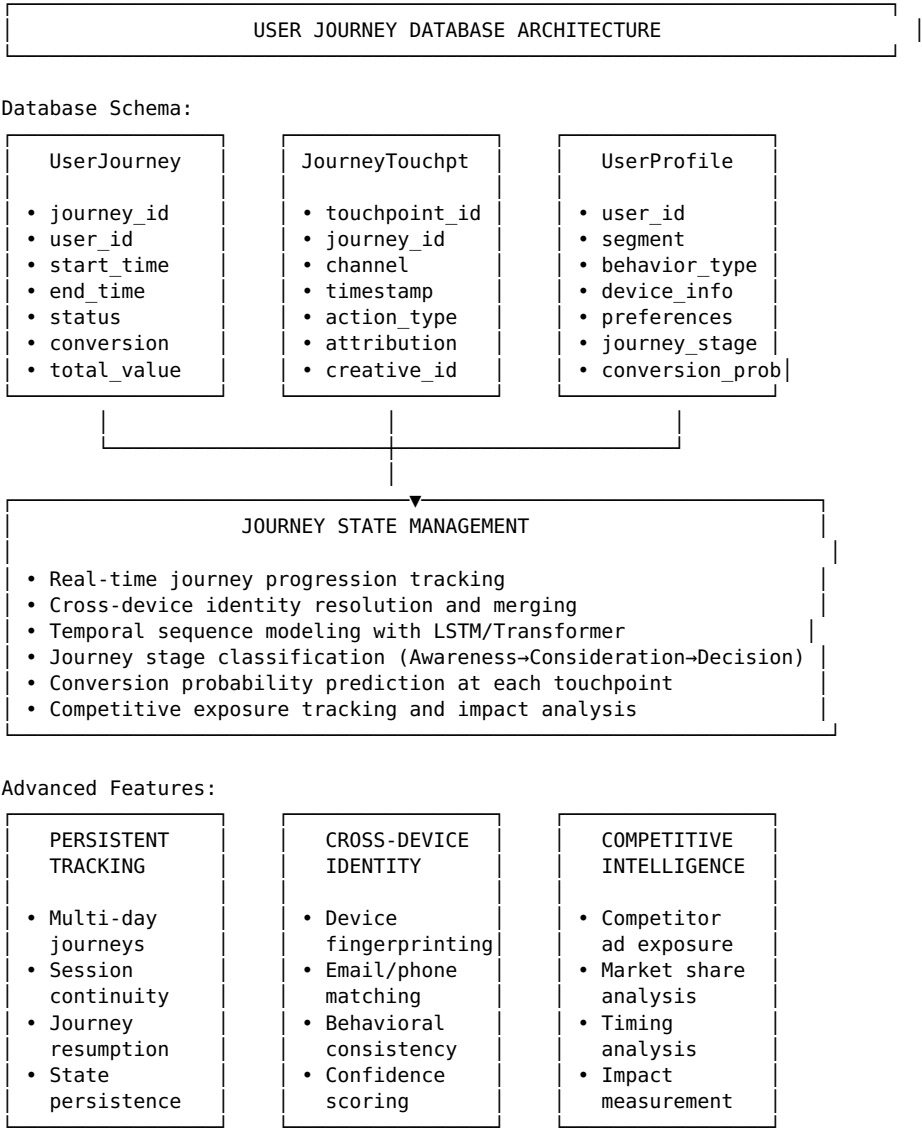 USER JOURNEY DATABASE ARCHITECTURE
Database Schema:
UserJourney JourneyTouchpt UserProfile
• journey_id • touchpoint_id • user_id
• user_id • journey_id • segment
• start_time • channel • behavior_type
• end_time • timestamp • device_info
• status • action_type • preferences
• conversion • attribution • journey_stage
• total_value • creative_id • conversion_prob
JOURNEY STATE MANAGEMENT
• Real-time journey progression tracking
• Cross-device identity resolution and merging
• Temporal sequence modeling with LSTM/Transformer
• Journey stage classification (Awareness→Consideration→Decision)
• Conversion probability prediction at each touchpoint
• Competitive exposure tracking and impact analysis
Advanced Features:
PERSISTENT CROSS-DEVICE COMPETITIVE
TRACKING IDENTITY INTELLIGENCE
• Multi-day • Device • Competitor
journeys fingerprinting ad exposure
• Session • Email/phone • Market share
continuity matching analysis
• Journey • Behavioral • Timing
resumption consistency analysis
• State • Confidence • Impact
persistence scoring measurement